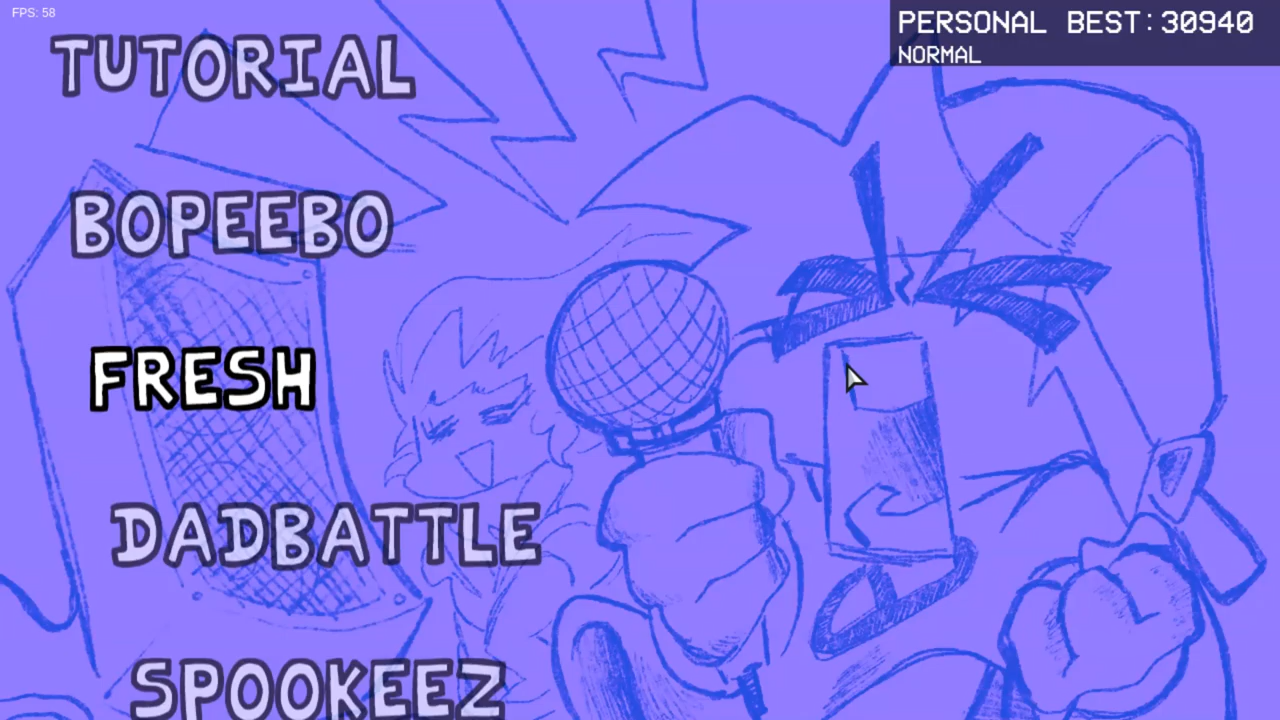 FPS: 58
PERSONAL BEST:30940
NORMAL
TUTORIAL
BOPEEBO
FRESH
DADBATTLE
SPOOKEEZ